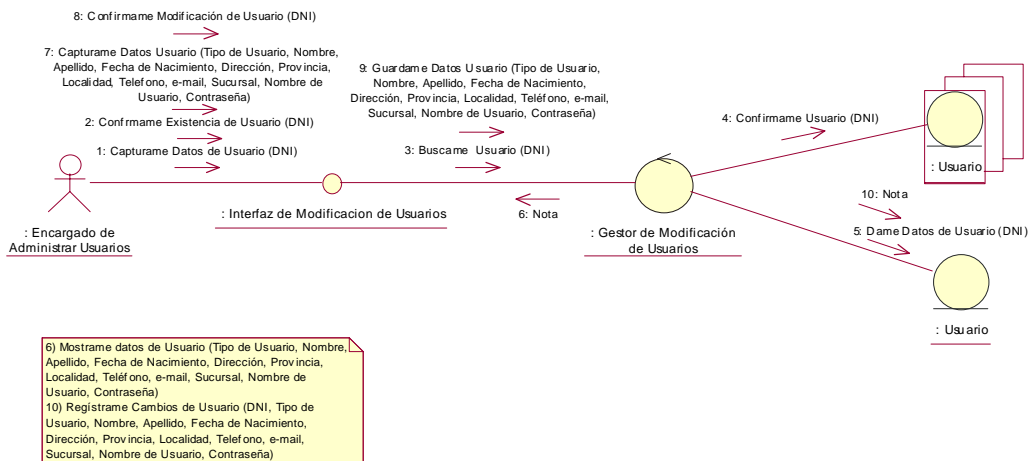 8: Confirmame Modificación de Usuario (DNI)
7: Capturame Datos Usuario (Tipo de Usuario, Nombre,
Apellido, Fecha de Nacimiento, Dirección, Provincia,
Localidad, Telefono, e-mail, Sucursal, Nombre de
Usuario, Contraseña)
2: Confirmame Existencia de Usuario (DNI)
1: Capturame Datos de Usuario (DNI)
9: Guardame Datos Usuario (Tipo de Usuario,
Nombre, Apellido, Fecha de Nacimiento,
Dirección, Provincia, Localidad, Teléfono, e-mail,
Sucursal, Nombre de Usuario, Contraseña)
3: Buscame Usuario (DNI)
4: Confirmame Usuario (DNI)
: Usuario
10: Nota
5: Dame Datos de Usuario (DNI)
6: Nota
: Encargado de
Administrar Usuarios
: Interfaz de Modificacion de Usuarios
: Gestor de Modificación
de Usuarios
: Usuario
6) Mostrame datos de Usuario (Tipo de Usuario, Nombre,
Apellido, Fecha de Nacimiento, Dirección, Provincia,
Localidad, Teléfono, e-mail, Sucursal, Nombre de
Usuario, Contraseña)
10) Regístrame Cambios de Usuario (DNI, Tipo de
Usuario, Nombre, Apellido, Fecha de Nacimiento,
Dirección, Provincia, Localidad, Telefono, e-mail,
Sucursal, Nombre de Usuario, Contraseña)